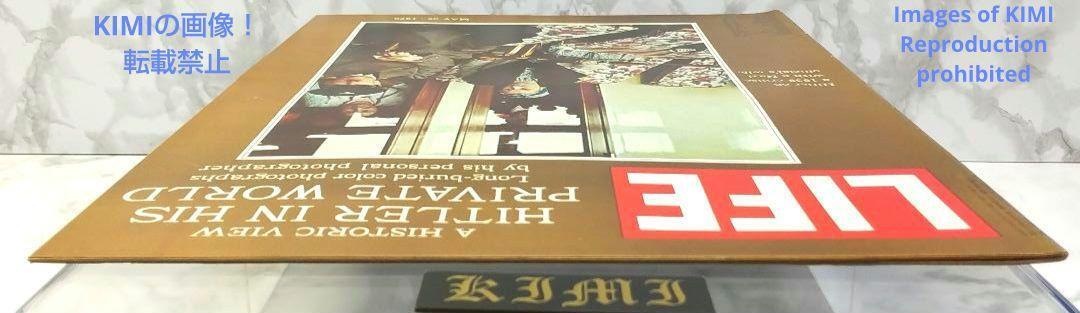 KIMIの画像！
転載禁止
Images of KIMI
Reproduction
prohibited
LIFE
A HISTORIC VIEW
HITLER IN HIS
PRIVATE WORLD
Long-buried color photographs
by his personal photographer
KIMI